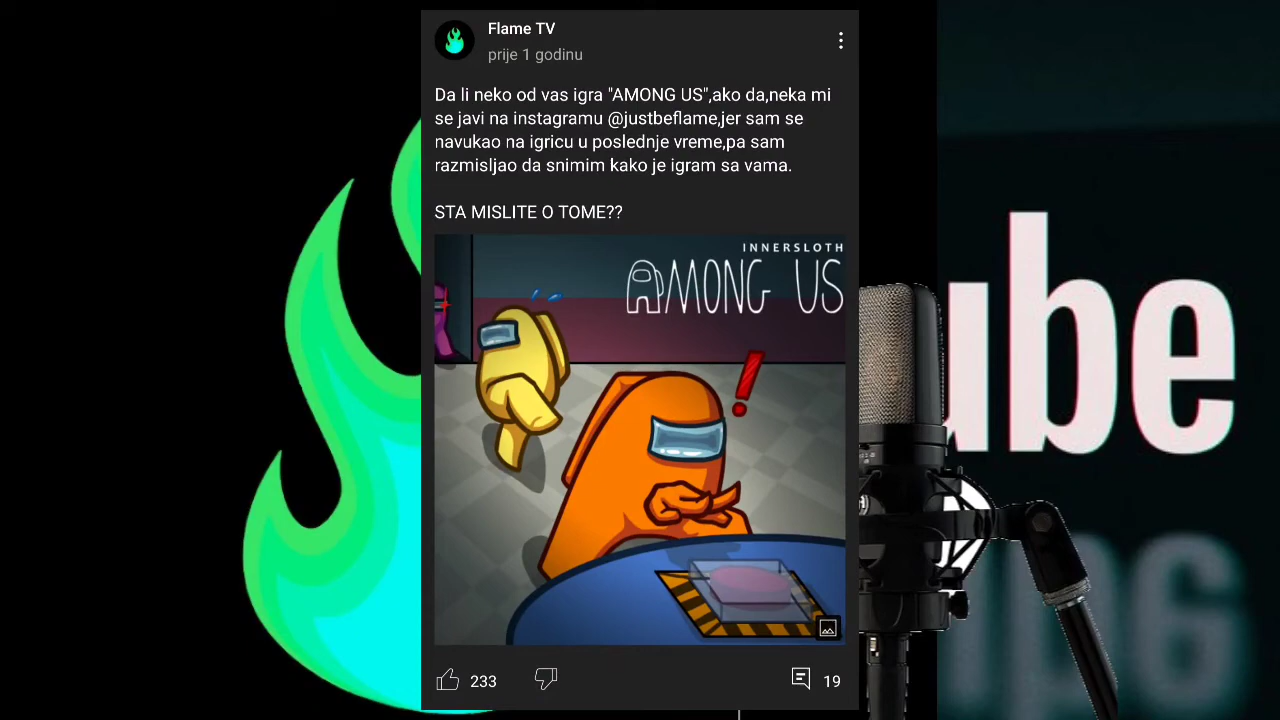 Flame TV
prije 1 godinu
Da li neko od vas igra "AMONG US",ako da,neka mi
se javi na instagramu @justbeflame,jer sam se
navukao na igricu u poslednje vreme,pa sam
razmisljao da snimim kako je igram sa vama.
STA MISLITE O TOME??
INNERSLOTH
AMONG US
233
19
ube